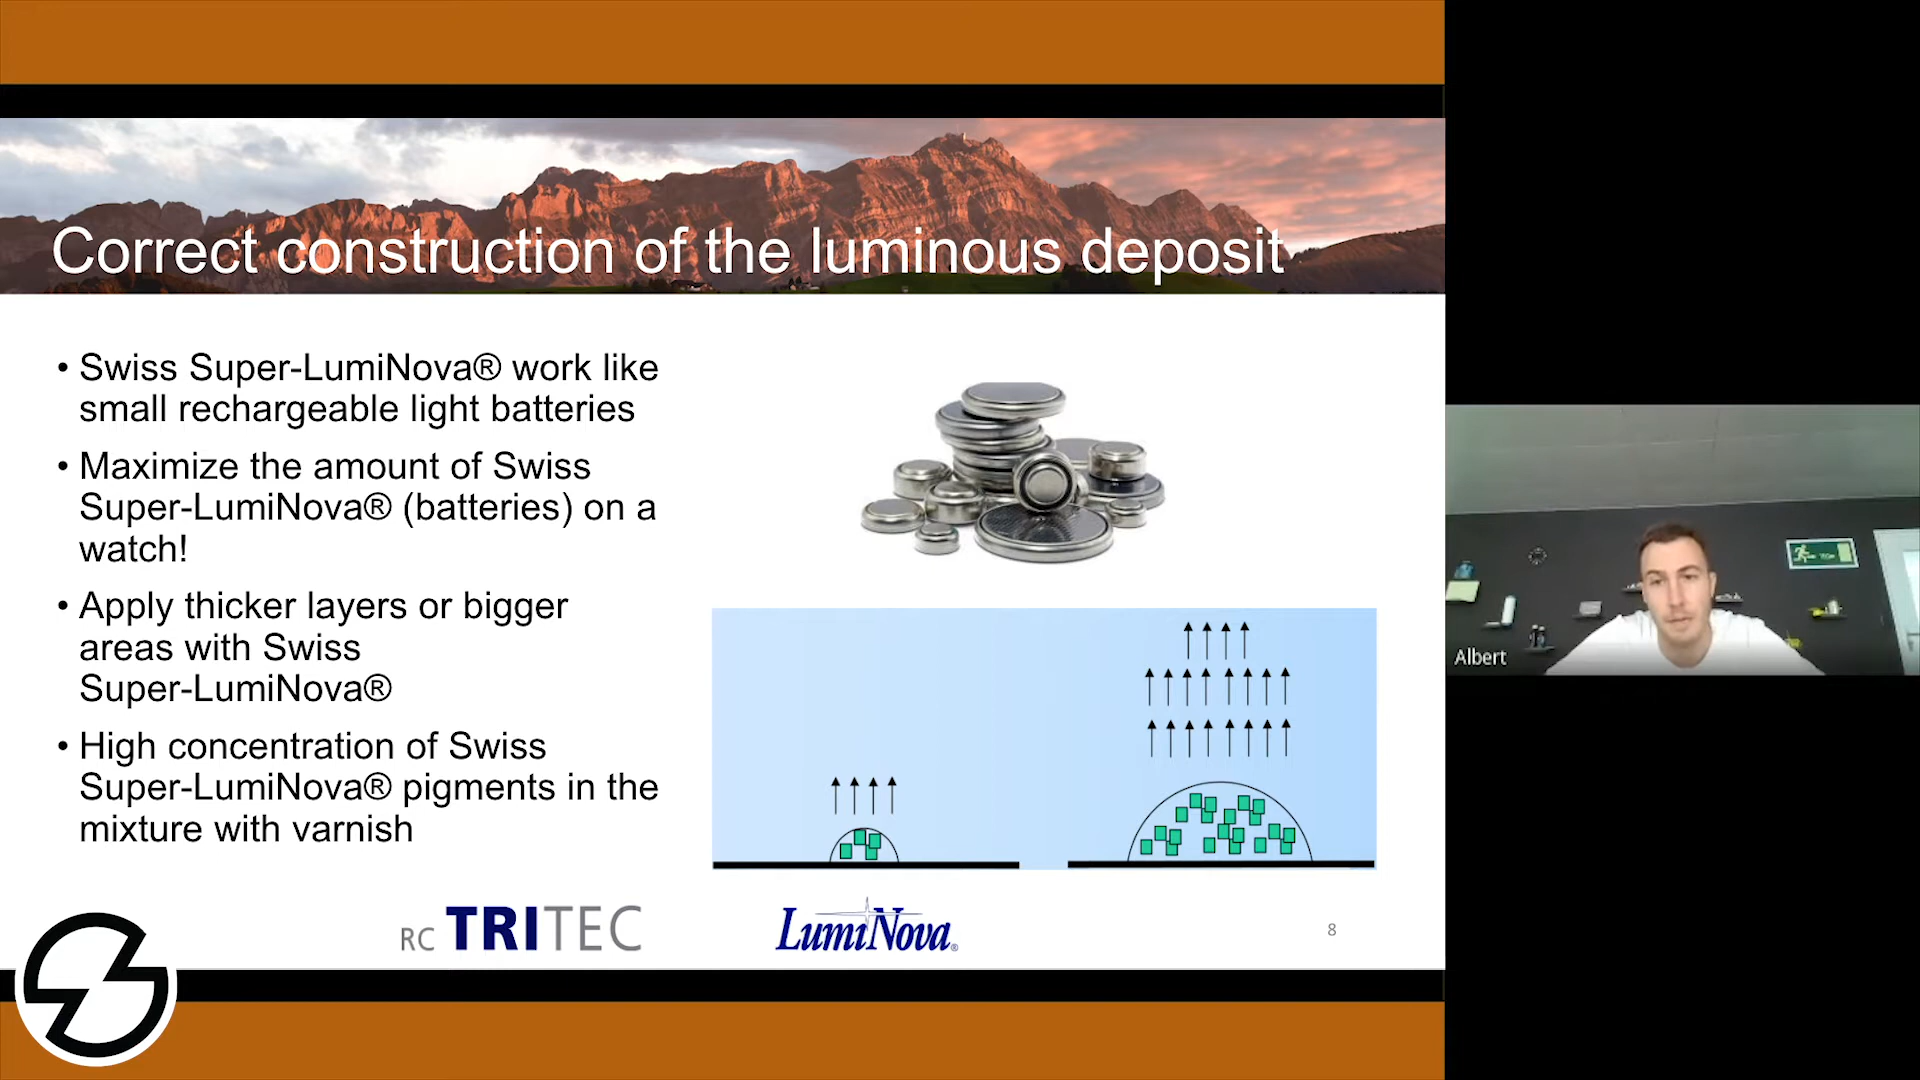 Correct construction of the luminous deposit
• Swiss Super-LumiNova® work like
small rechargeable light batteries
• Maximize the amount of Swiss
Super-LumiNova® (batteries) on a
watch!
• Apply thicker layers or bigger
areas with Swiss
Super-LumiNova®
• High concentration of Swiss
Super-LumiNova® pigments in the
mixture with varnish
RC TRITEC
LumiNova®
8
Albert